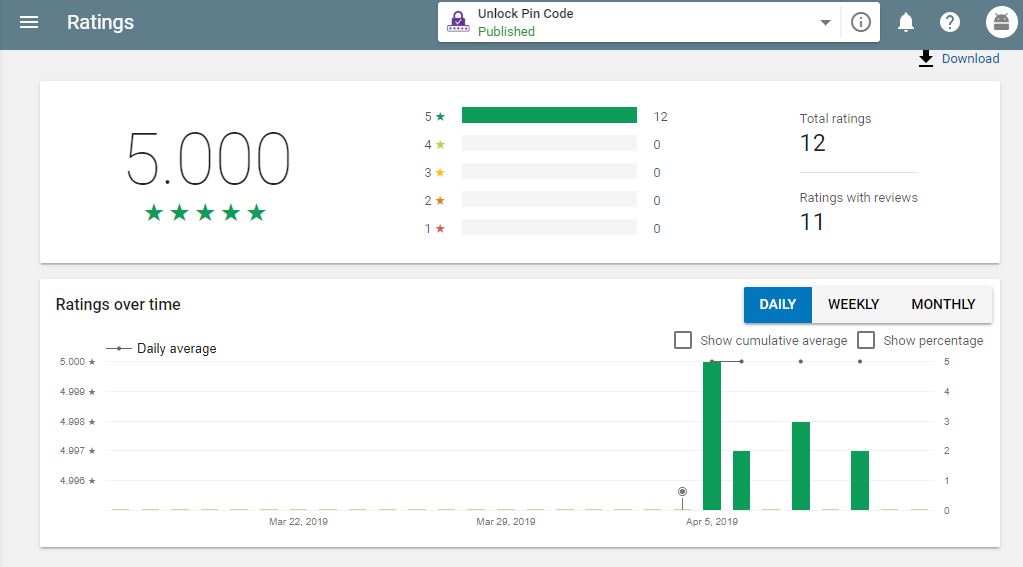 Ratings
Unlock Pin Code
Published
Download
5.000
5 ★ 12
4 ★ 0
3 ★ 0
2 ★ 0
1 ★ 0
Total ratings
12
Ratings with reviews
11
Ratings over time
DAILY WEEKLY MONTHLY
Show cumulative average Show percentage
Daily average
5.000 ★ 5
4.999 ★ 4
4.998 ★ 3
4.997 ★ 2
4.996 ★ 1
0
Mar 22, 2019 Mar 29, 2019 Apr 5, 2019